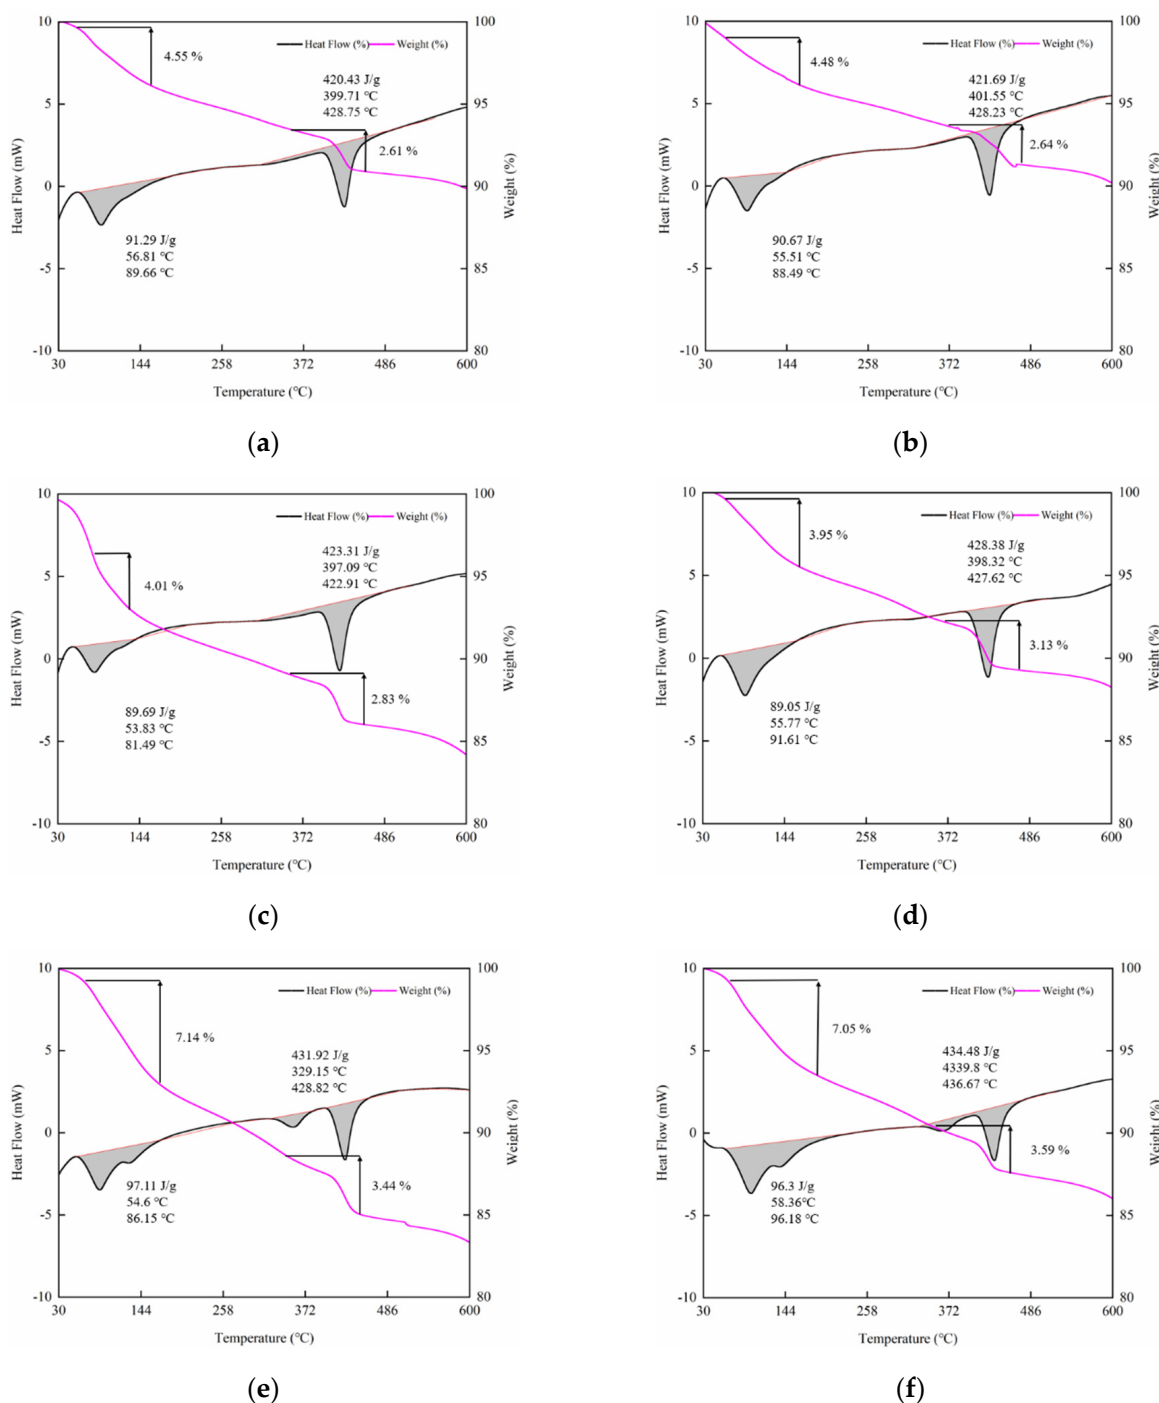 10
100
Heat Flow (%)
Weight (%)
4.55 %
420.43 J/g
399.71 ℃
428.75 ℃
5
95
2.61 %
0
90
91.29 J/g
56.81 ℃
89.66 ℃
-5
85
-10
80
30
144
258
372
486
600
Heat Flow (mW)
Weight (%)
Temperature (℃)
(a)
10
100
Heat Flow (%)
Weight (%)
4.48 %
421.69 J/g
401.55 ℃
428.23 ℃
5
95
2.64 %
0
90
90.67 J/g
55.51 ℃
88.49 ℃
-5
85
-10
80
30
144
258
372
486
600
Heat Flow (mW)
Weight (%)
Temperature (℃)
(b)
10
100
Heat Flow (%)
Weight (%)
4.01 %
423.31 J/g
397.09 ℃
422.91 ℃
5
95
0
90
2.83 %
89.69 J/g
53.83 ℃
81.49 ℃
-5
85
-10
80
30
144
258
372
486
600
Heat Flow (mW)
Weight (%)
Temperature (℃)
(c)
10
100
Heat Flow (%)
Weight (%)
3.95 %
428.38 J/g
398.32 ℃
427.62 ℃
5
95
0
90
3.13 %
89.05 J/g
55.77 ℃
91.61 ℃
-5
85
-10
80
30
144
258
372
486
600
Heat Flow (mW)
Weight (%)
Temperature (℃)
(d)
10
100
Heat Flow (%)
Weight (%)
7.14 %
431.92 J/g
329.15 ℃
428.82 ℃
5
95
0
90
3.44 %
97.11 J/g
54.6 ℃
86.15 ℃
-5
85
-10
80
30
144
258
372
486
600
Heat Flow (mW)
Weight (%)
Temperature (℃)
(e)
10
100
Heat Flow (%)
Weight (%)
7.05 %
434.48 J/g
4339.8 ℃
436.67 ℃
5
95
0
90
3.59 %
96.3 J/g
58.36℃
96.18 ℃
-5
85
-10
80
30
144
258
372
486
600
Heat Flow (mW)
Weight (%)
Temperature (℃)
(f)